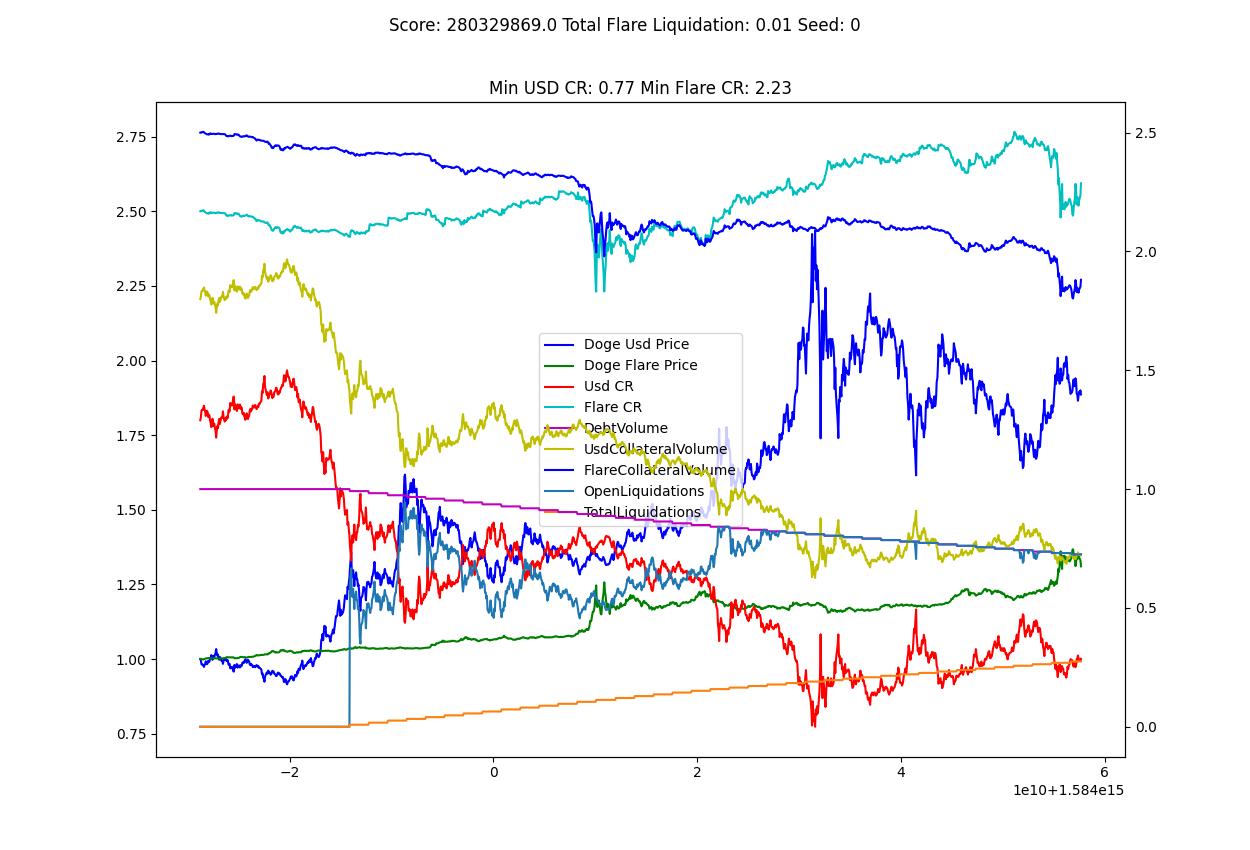 Score: 280329869.0 Total Flare Liquidation: 0.01 Seed: 0
Min USD CR: 0.77 Min Flare CR: 2.23
2.75
2.50
2.25
2.00
1.75
1.50
1.25
1.00
0.75
2.5
2.0
1.5
1.0
0.5
0.0
Doge Usd Price
Doge Flare Price
Usd CR
Flare CR
DebtVolume
UsdCollateralVolume
FlareCollateralVolume
OpenLiquidations
TotalLiquidations
−2
0
2
4
6
1e10+1.584e15